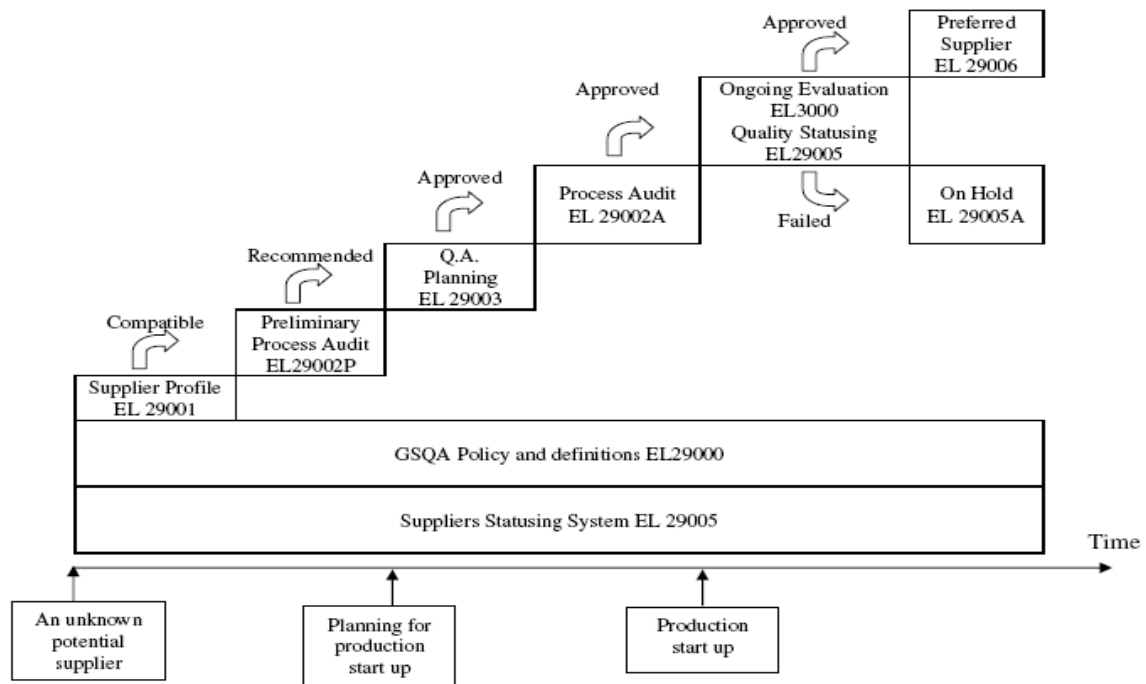 Approved
Preferred
Supplier
EL 29006
Approved
Ongoing Evaluation
EL3000
Quality Statusing
EL29005
Approved
Process Audit
EL 29002A
Failed
On Hold
EL 29005A
Recommended
Q.A.
Planning
EL 29003
Compatible
Preliminary
Process Audit
EL29002P
Supplier Profile
EL 29001
GSQA Policy and definitions EL29000
Suppliers Statusing System EL 29005
Time
An unknown
potential
supplier
Planning for
production
start up
Production
start up